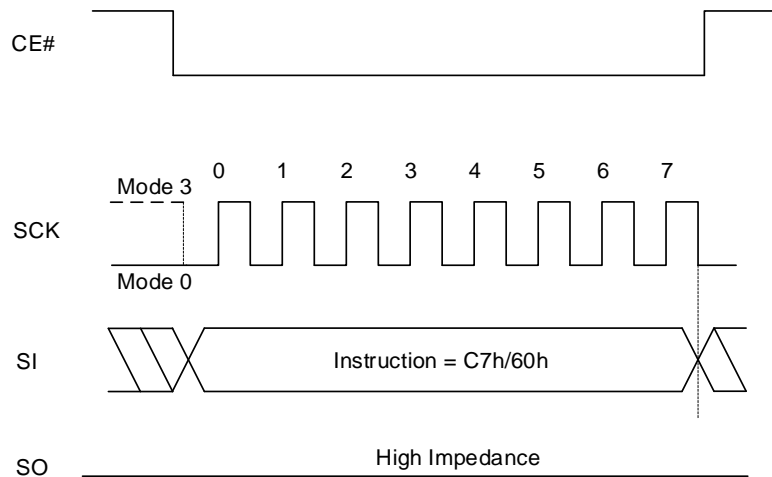 CE#
0 1 2 3 4 5 6 7
Mode 3
SCK
Mode 0
SI
Instruction = C7h/60h
High Impedance
SO